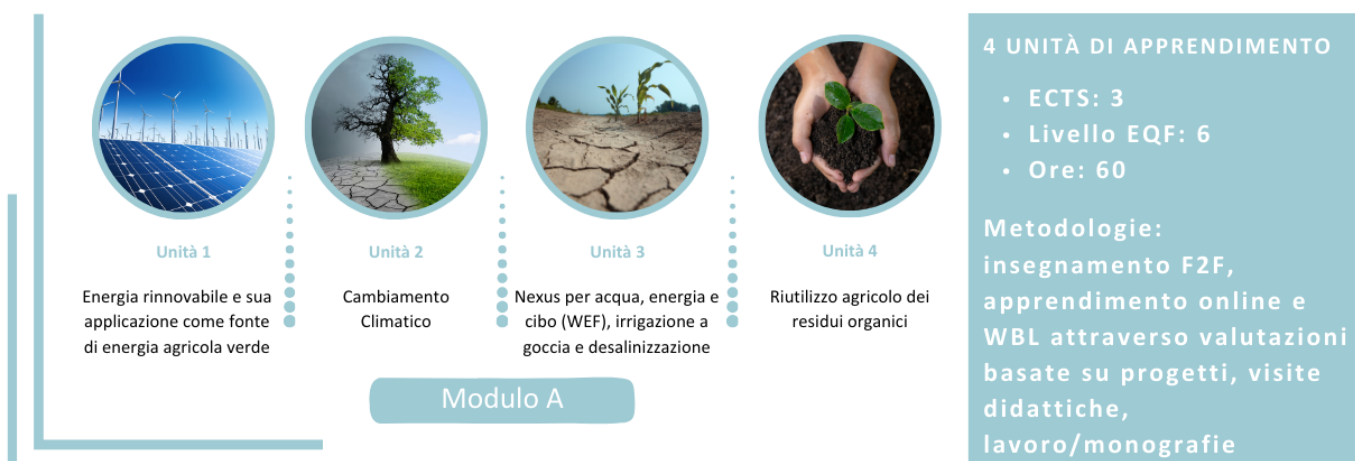 Unità 1
Energia rinnovabile e sua
applicazione come fonte
di energia agricola verde
Unità 2
Cambiamento
Climatico
Unità 3
Nexus per acqua, energia e
cibo (WEF), irrigazione a
goccia e desalinizzazione
Unità 4
Riutilizzo agricolo dei
residui organici
Modulo A
4 UNITÀ DI APPRENDIMENTO
• ECTS: 3
• Livello EQF: 6
• Ore: 60
Metodologie:
insegnamento F2F,
apprendimento online e
WBL attraverso valutazioni
basate su progetti, visite
didattiche,
lavoro/monografie